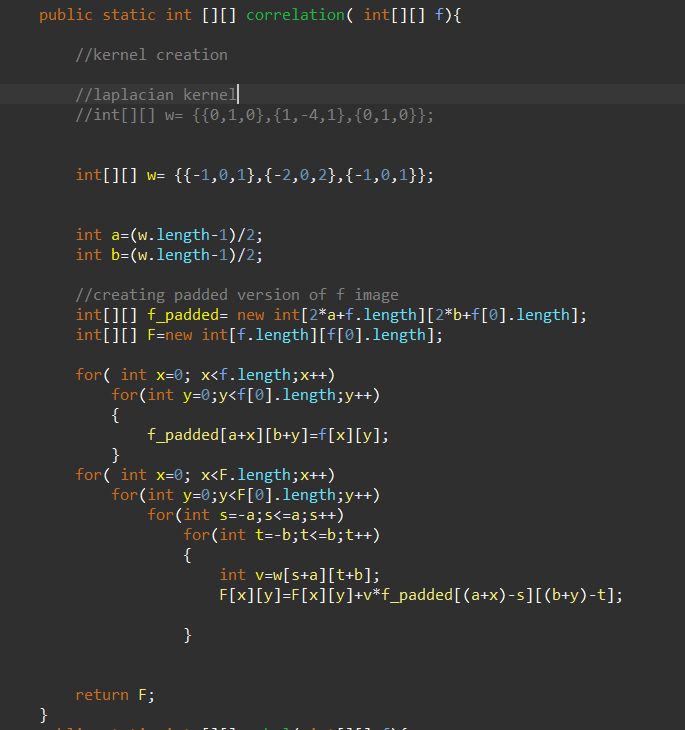 public static int [][] correlation( int[][] f){
//kernel creation
//laplacian kernel
//int[][] w= {{0,1,0},{1,-4,1},{0,1,0}};
int[][] w= {{-1,0,1},{-2,0,2},{-1,0,1}};
int a=(w.length-1)/2;
int b=(w.length-1)/2;
//creating padded version of f image
int[][] f_padded= new int[2*a+f.length][2*b+f[0].length];
int[][] F=new int[f.length][f[0].length];
for( int x=0; x<f.length;x++)
for(int y=0;y<f[0].length;y++)
{
f_padded[a+x][b+y]=f[x][y];
}
for( int x=0; x<F.length;x++)
for(int y=0;y<F[0].length;y++)
for(int s=-a;s<=a;s++)
for(int t=-b;t<=b;t++)
{
int v=w[s+a][t+b];
F[x][y]=F[x][y]+v*f_padded[(a+x)-s][(b+y)-t];
}
return F;
}